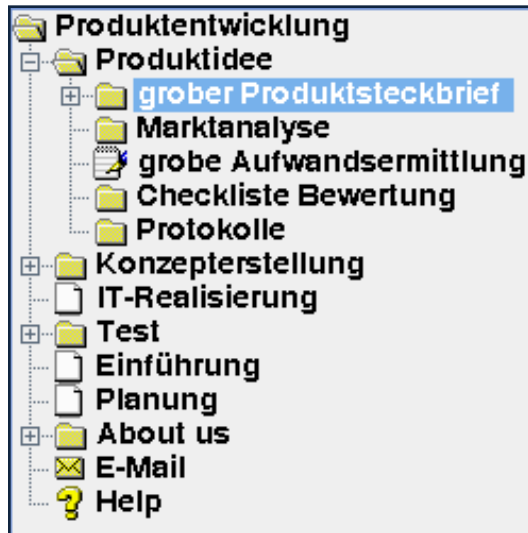 Produktentwicklung
Produktidee
grober Produktsteckbrief
Marktanalyse
grobe Aufwandsermittlung
Checkliste Bewertung
Protokolle
Konzepterstellung
IT-Realisierung
Test
Einführung
Planung
About us
E-Mail
Help